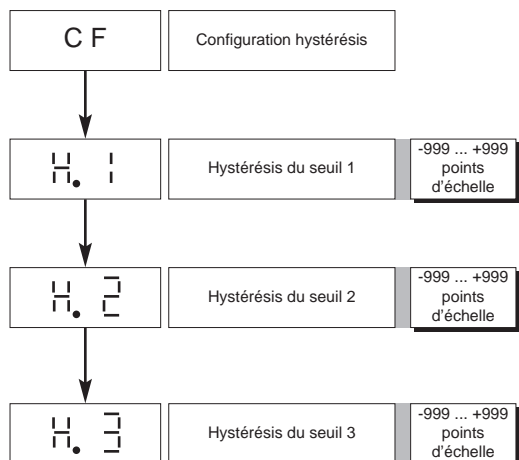 C F
Configuration hystérésis
H. 1
Hystérésis du seuil 1
-999 ... +999
points
d'échelle
H. 2
Hystérésis du seuil 2
-999 ... +999
points
d'échelle
H. 3
Hystérésis du seuil 3
-999 ... +999
points
d'échelle